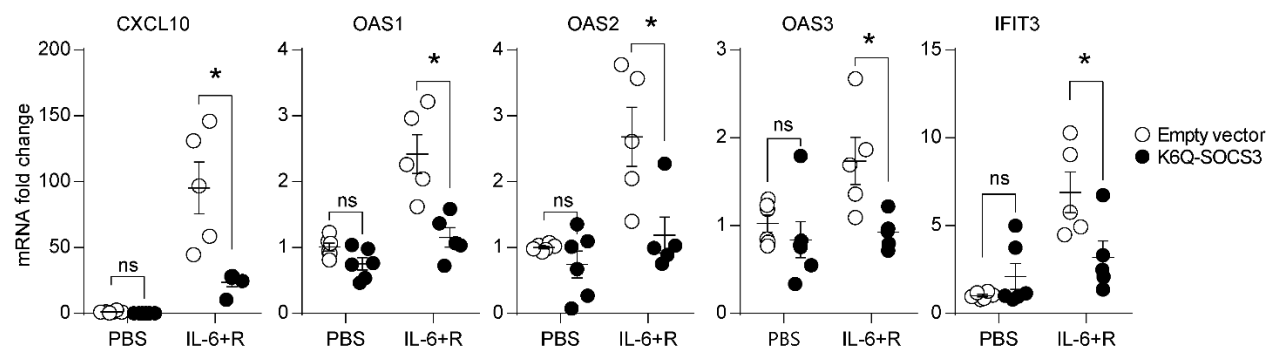 CXCL10
OAS1
OAS2
OAS3
IFIT3
mRNA fold change
200
150
100
50
0
ns
*
PBS
IL-6+R
4
3
2
1
0
ns
*
PBS
IL-6+R
4
3
2
1
0
ns
*
PBS
IL-6+R
3
2
1
0
ns
*
PBS
IL-6+R
15
10
5
0
ns
*
PBS
IL-6+R
Empty vector
K6Q-SOCS3